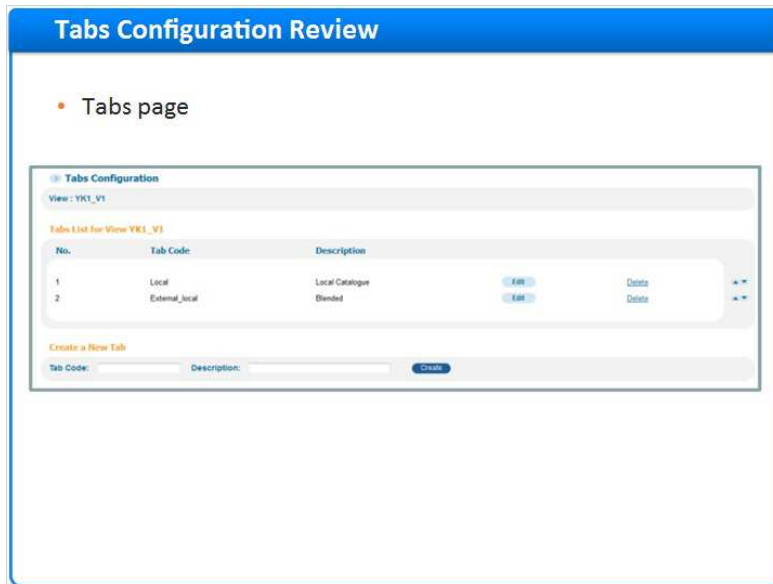 Tabs Configuration Review
• Tabs page
Tabs Configuration
View : YK1_V1
Tabs List for View YK1_V1
No. Tab Code Description
1 Local Local Catalogue Edit Delete
2 External_local Blended Edit Delete
Create a New Tab
Tab Code: Description: Create